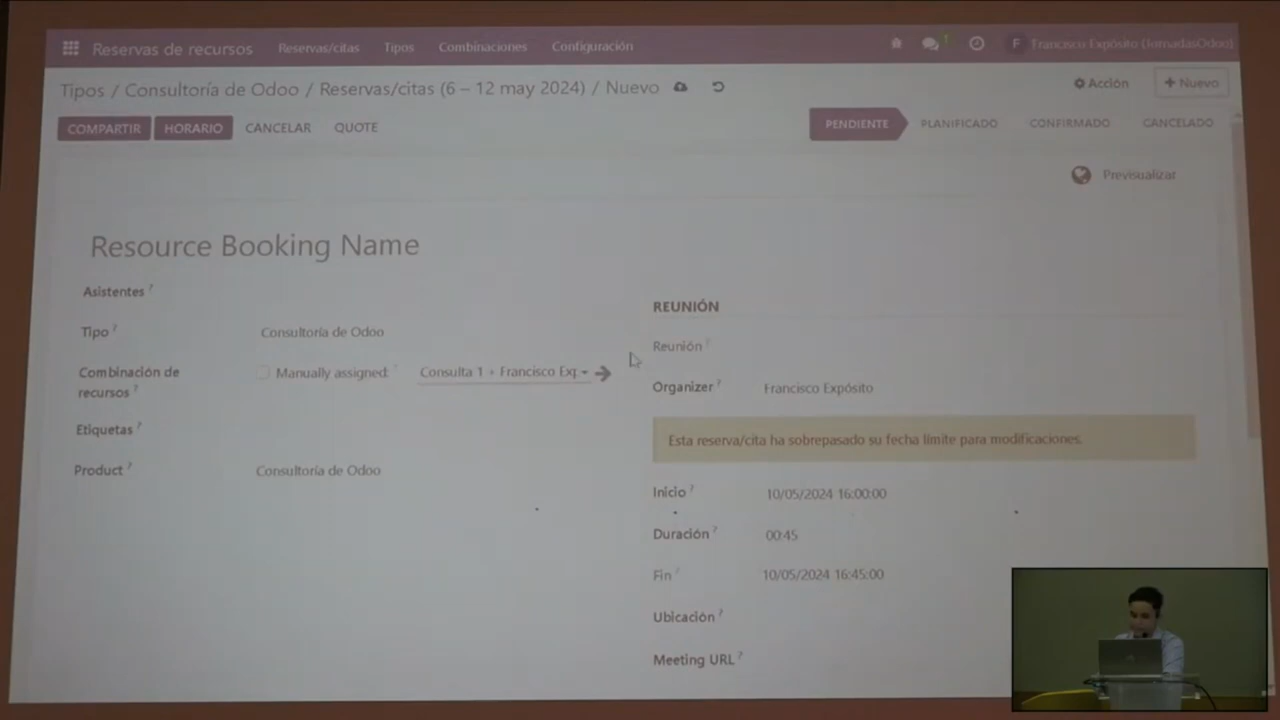 Reservas de recursos Reservas/citas Tipos Combinaciones Configuración 1 F Francisco Expósito (JornadasOdoo)
Tipos / Consultoría de Odoo / Reservas/citas (6 – 12 may 2024) / Nuevo Acción + Nuevo
COMPARTIR HORARIO CANCELAR QUOTE PENDIENTE PLANIFICADO CONFIRMADO CANCELADO
Previsualizar
Resource Booking Name
Asistentes ?
Tipo ? Consultoría de Odoo
Combinación de recursos ? Manually assigned ? Consulta 1 + Francisco Exp
Etiquetas ?
Product ? Consultoría de Odoo
REUNIÓN
Reunión ?
Organizer ? Francisco Expósito
Esta reserva/cita ha sobrepasado su fecha límite para modificaciones.
Inicio ? 10/05/2024 16:00:00
Duración ? 00:45
Fin ? 10/05/2024 16:45:00
Ubicación ?
Meeting URL ?